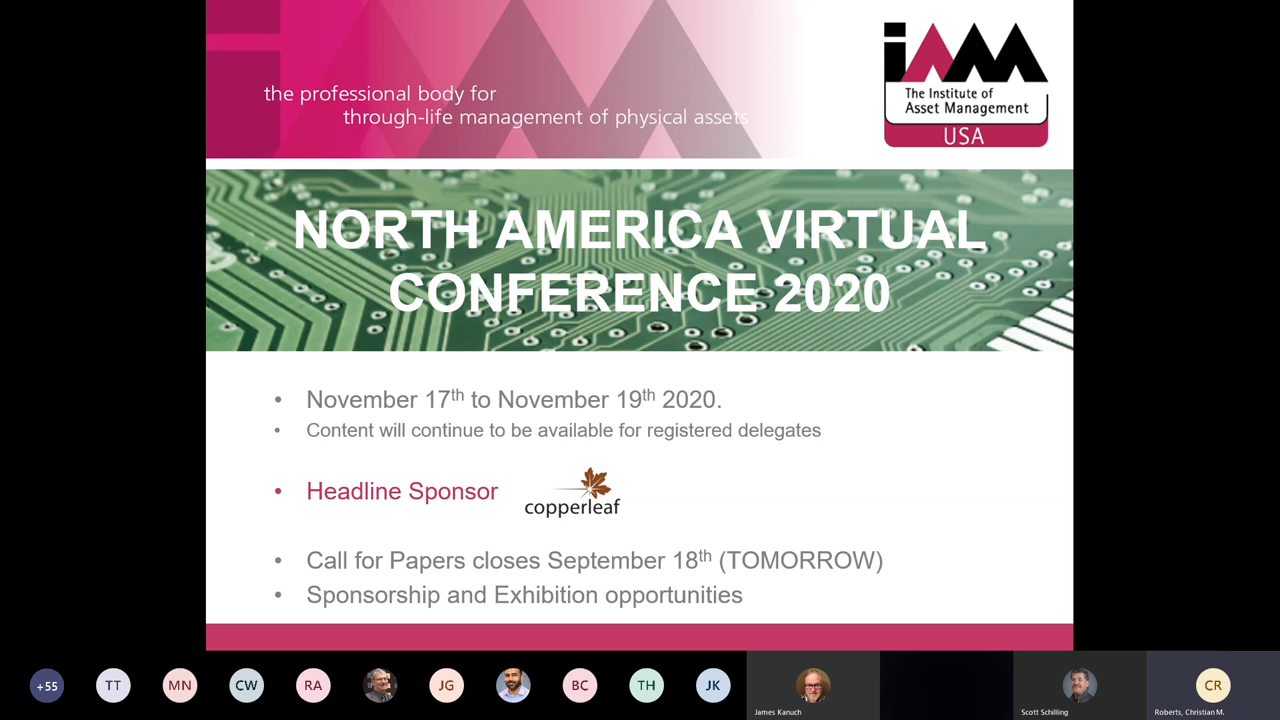 the professional body for
through-life management of physical assets
iAM
The Institute of
Asset Management
USA
NORTH AMERICA VIRTUAL
CONFERENCE 2020
• November 17th to November 19th 2020.
• Content will continue to be available for registered delegates
• Headline Sponsor
copperleaf
• Call for Papers closes September 18th (TOMORROW)
• Sponsorship and Exhibition opportunities
+55 TT MN CW RA JG BC TH JK CR
James Kanuch Scott Schilling Roberts, Christian M.